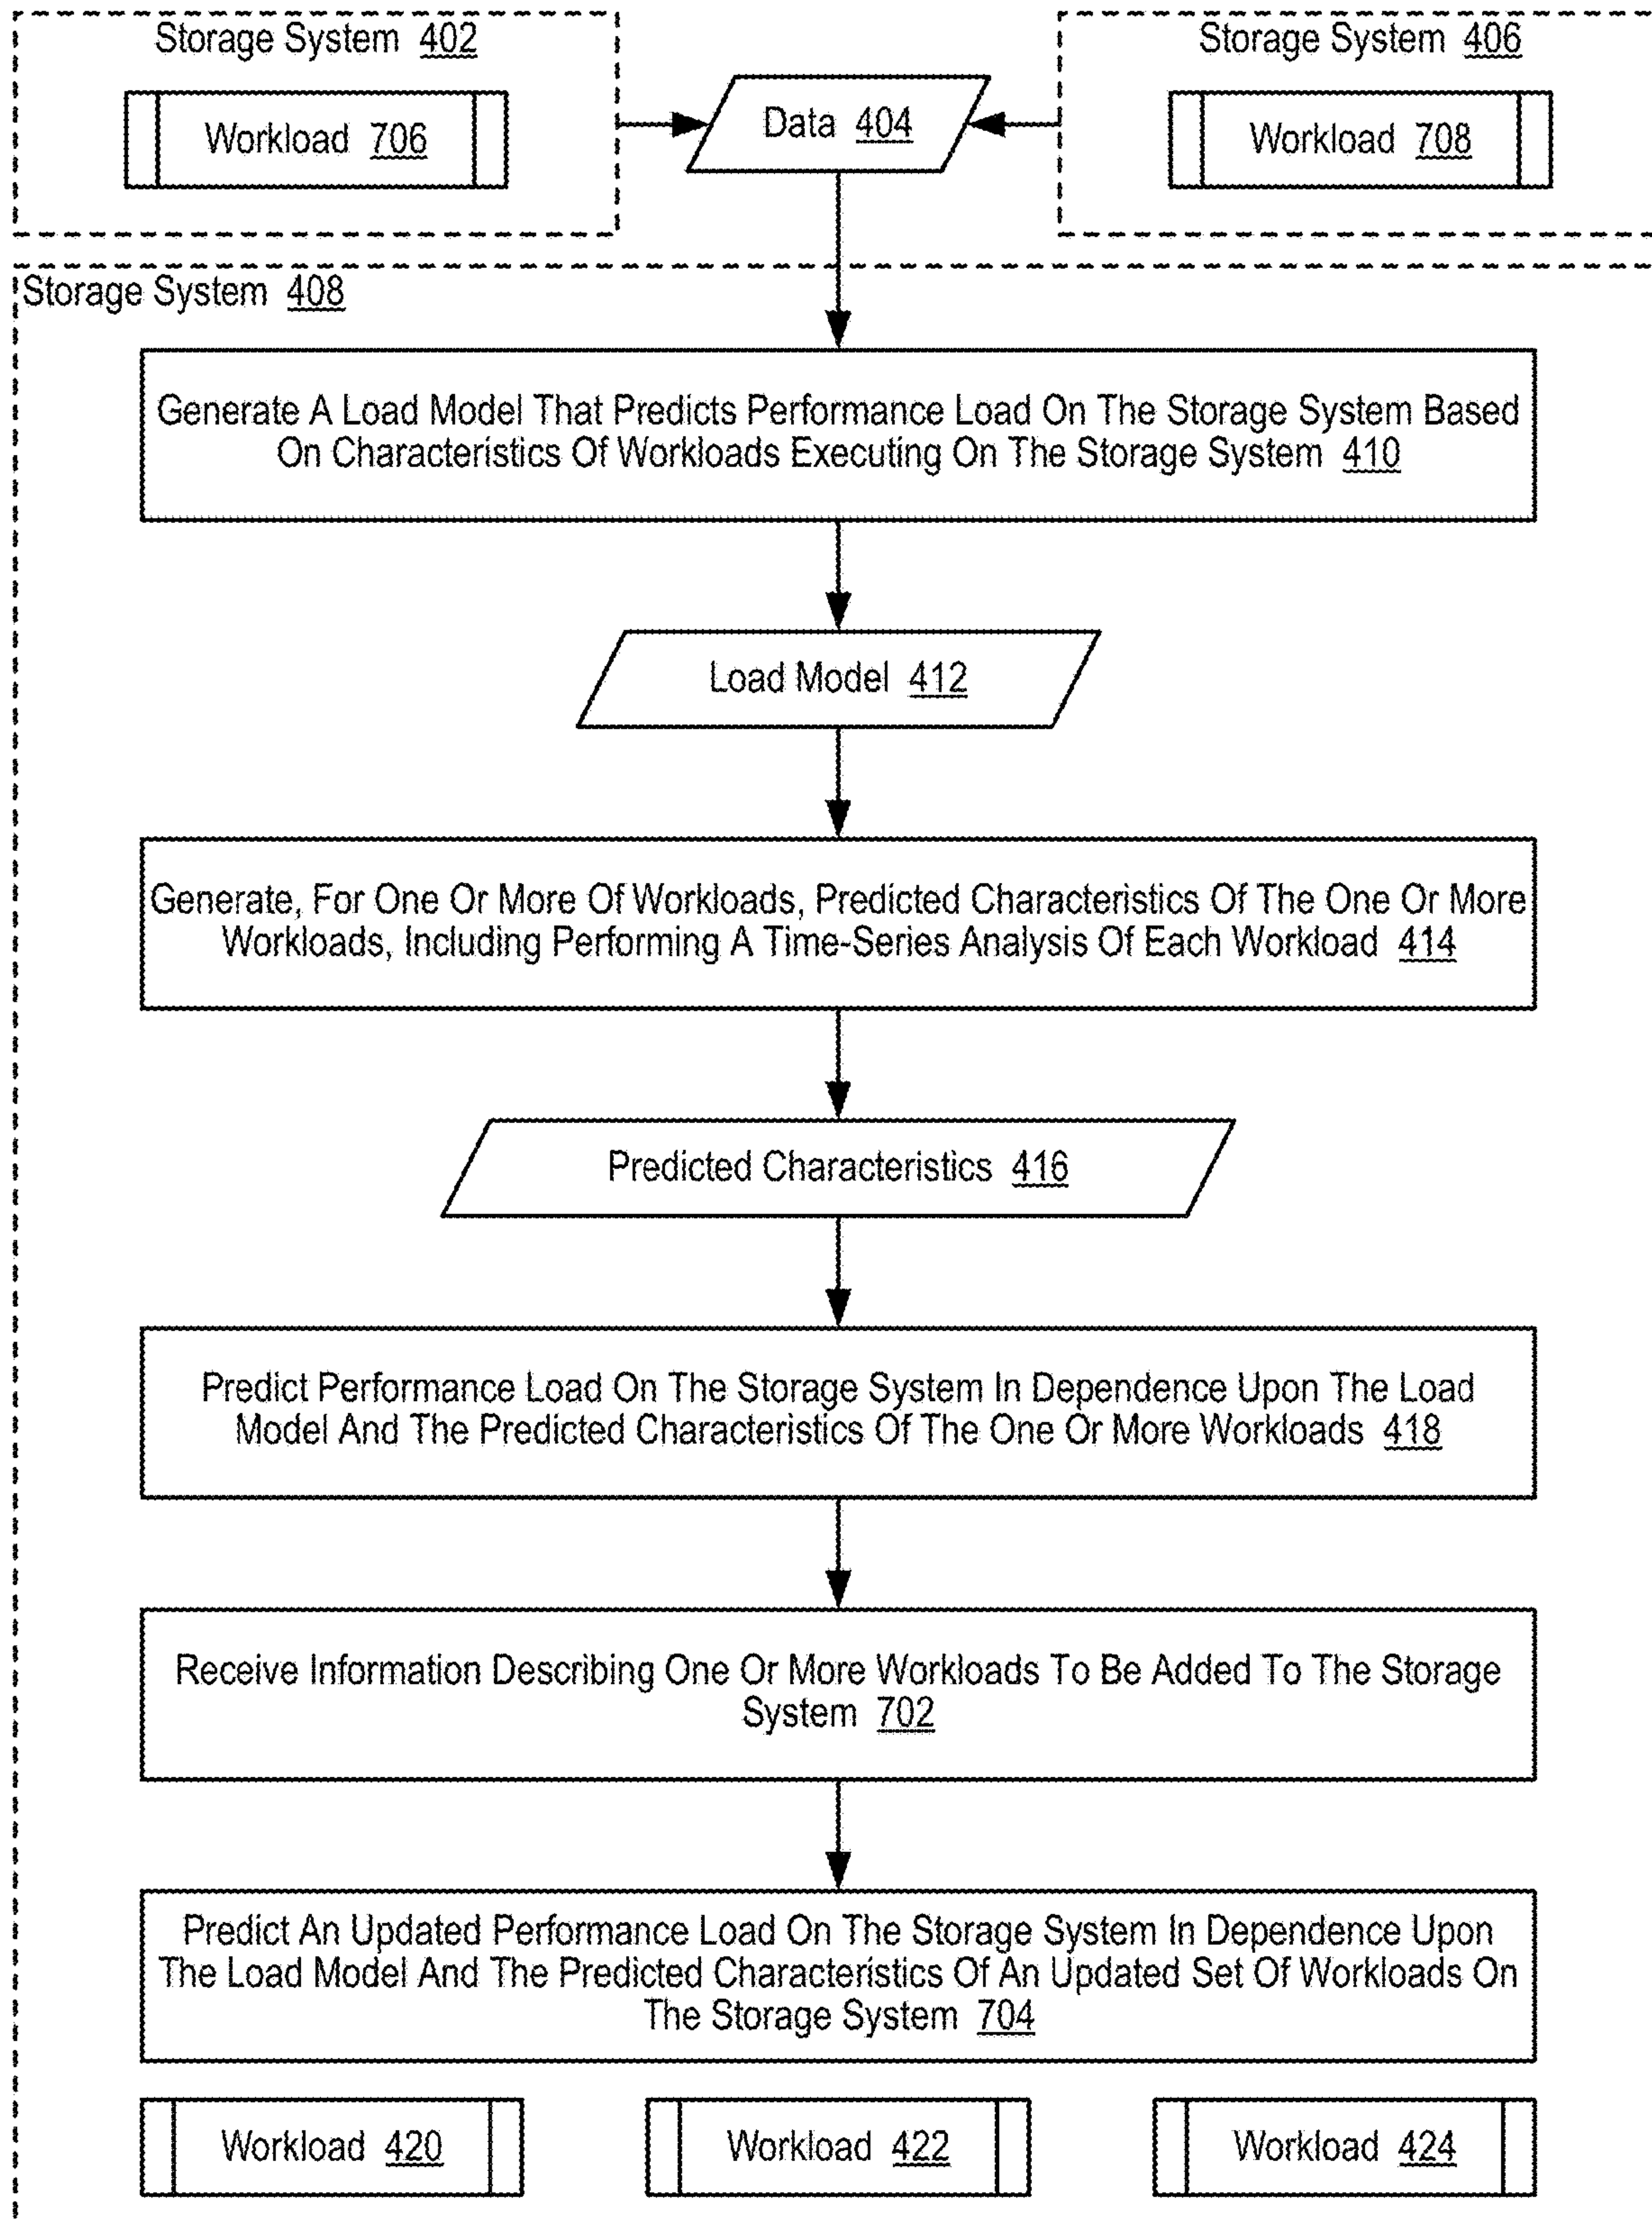 Storage System 402
Workload 706
Data 404
Storage System 406
Workload 708
Storage System 408
Generate A Load Model That Predicts Performance Load On The Storage System Based
On Characteristics Of Workloads Executing On The Storage System 410
Load Model 412
Generate, For One Or More Of Workloads, Predicted Characteristics Of The One Or More
Workloads, Including Performing A Time-Series Analysis Of Each Workload 414
Predicted Characteristics 416
Predict Performance Load On The Storage System In Dependence Upon The Load
Model And The Predicted Characteristics Of The One Or More Workloads 418
Receive Information Describing One Or More Workloads To Be Added To The Storage
System 702
Predict An Updated Performance Load On The Storage System In Dependence Upon
The Load Model And The Predicted Characteristics Of An Updated Set Of Workloads On
The Storage System 704
Workload 420
Workload 422
Workload 424